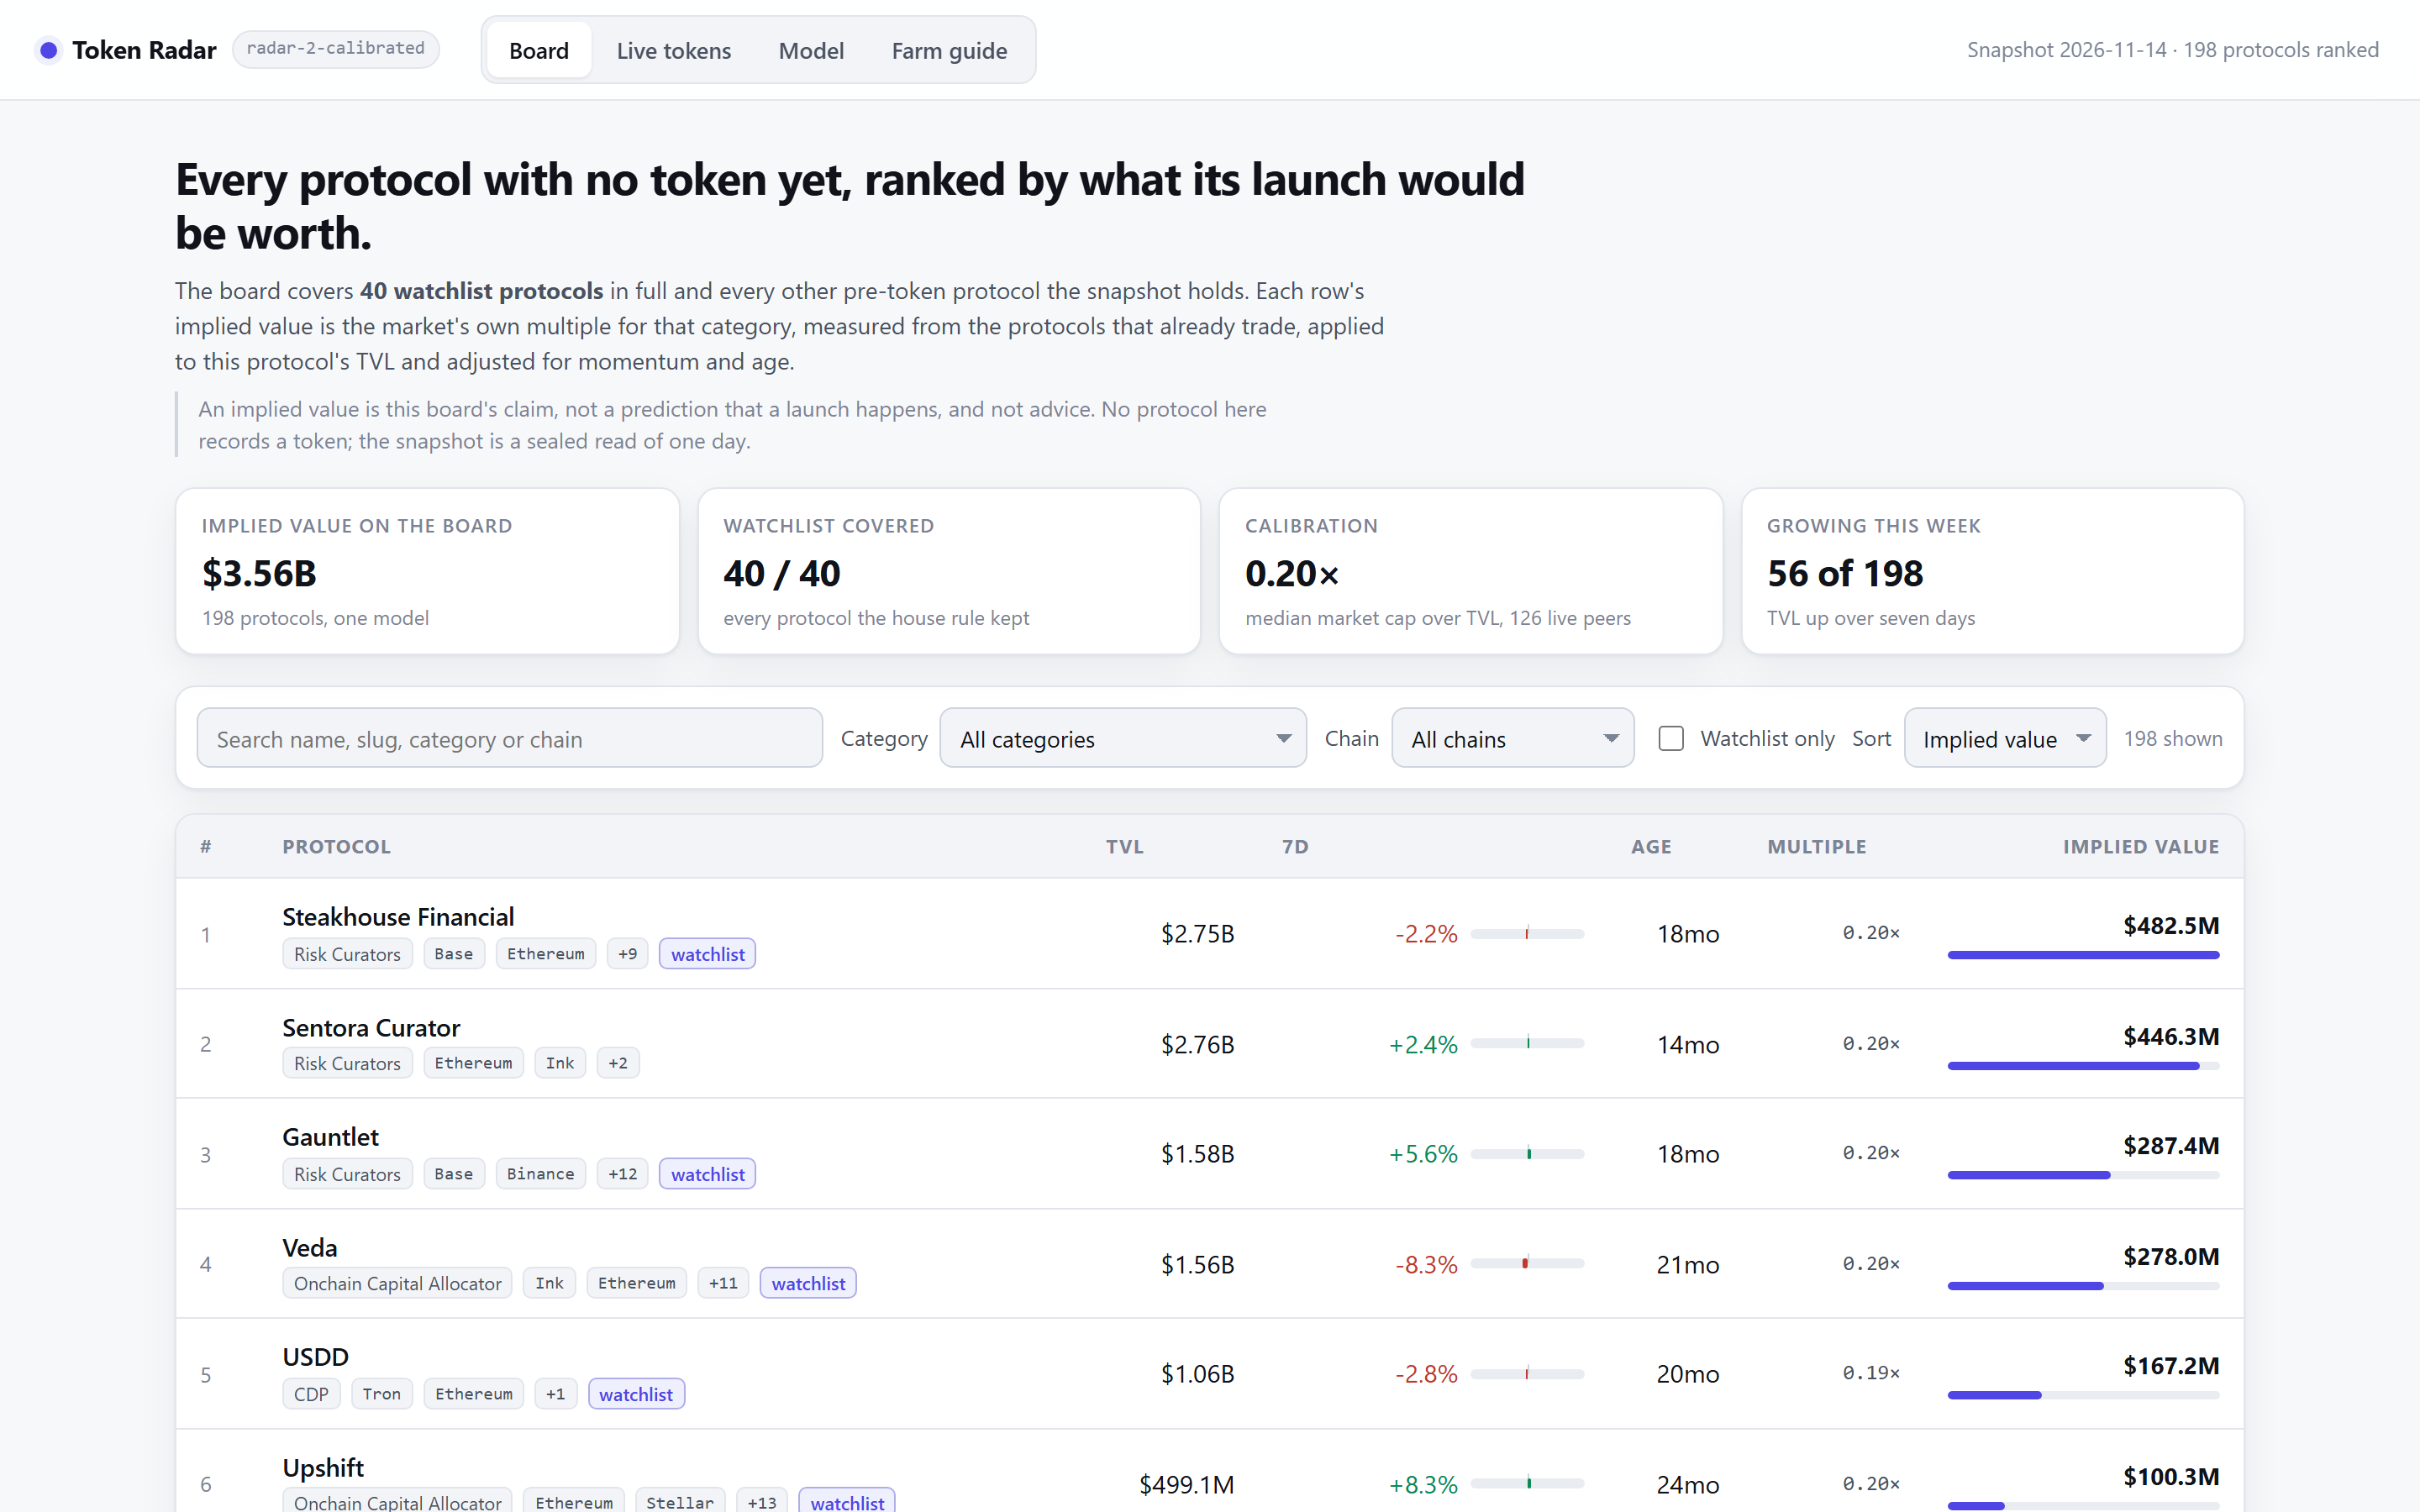 Token Radar radar-2-calibrated Board Live tokens Model Farm guide Snapshot 2026-11-14 · 198 protocols ranked
Every protocol with no token yet, ranked by what its launch would
be worth.
The board covers 40 watchlist protocols in full and every other pre-token protocol the snapshot holds. Each row's
implied value is the market's own multiple for that category, measured from the protocols that already trade, applied
to this protocol's TVL and adjusted for momentum and age.
An implied value is this board's claim, not a prediction that a launch happens, and not advice. No protocol here
records a token; the snapshot is a sealed read of one day.
IMPLIED VALUE ON THE BOARD
$3.56B
198 protocols, one model
WATCHLIST COVERED
40 / 40
every protocol the house rule kept
CALIBRATION
0.20×
median market cap over TVL, 126 live peers
GROWING THIS WEEK
56 of 198
TVL up over seven days
Search name, slug, category or chain Category All categories Chain All chains Watchlist only Sort Implied value 198 shown
# PROTOCOL TVL 7D AGE MULTIPLE IMPLIED VALUE
1 Steakhouse Financial $2.75B -2.2% 18mo 0.20× $482.5M
Risk Curators Base Ethereum +9 watchlist
2 Sentora Curator $2.76B +2.4% 14mo 0.20× $446.3M
Risk Curators Ethereum Ink +2
3 Gauntlet $1.58B +5.6% 18mo 0.20× $287.4M
Risk Curators Base Binance +12 watchlist
4 Veda $1.56B -8.3% 21mo 0.20× $278.0M
Onchain Capital Allocator Ink Ethereum +11 watchlist
5 USDD $1.06B -2.8% 20mo 0.19× $167.2M
CDP Tron Ethereum +1 watchlist
6 Upshift $499.1M +8.3% 24mo 0.20× $100.3M
Onchain Capital Allocator Ethereum Stellar +13 watchlist